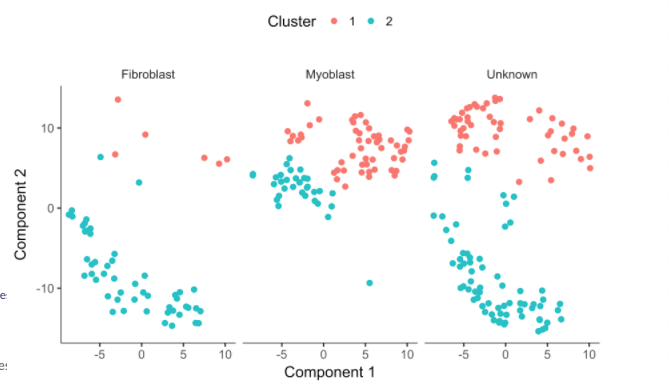 Cluster 1 2
Fibroblast Myoblast Unknown
Component 2
10
0
-10
-5 0 5 10 -5 0 5 10 -5 0 5 10
Component 1